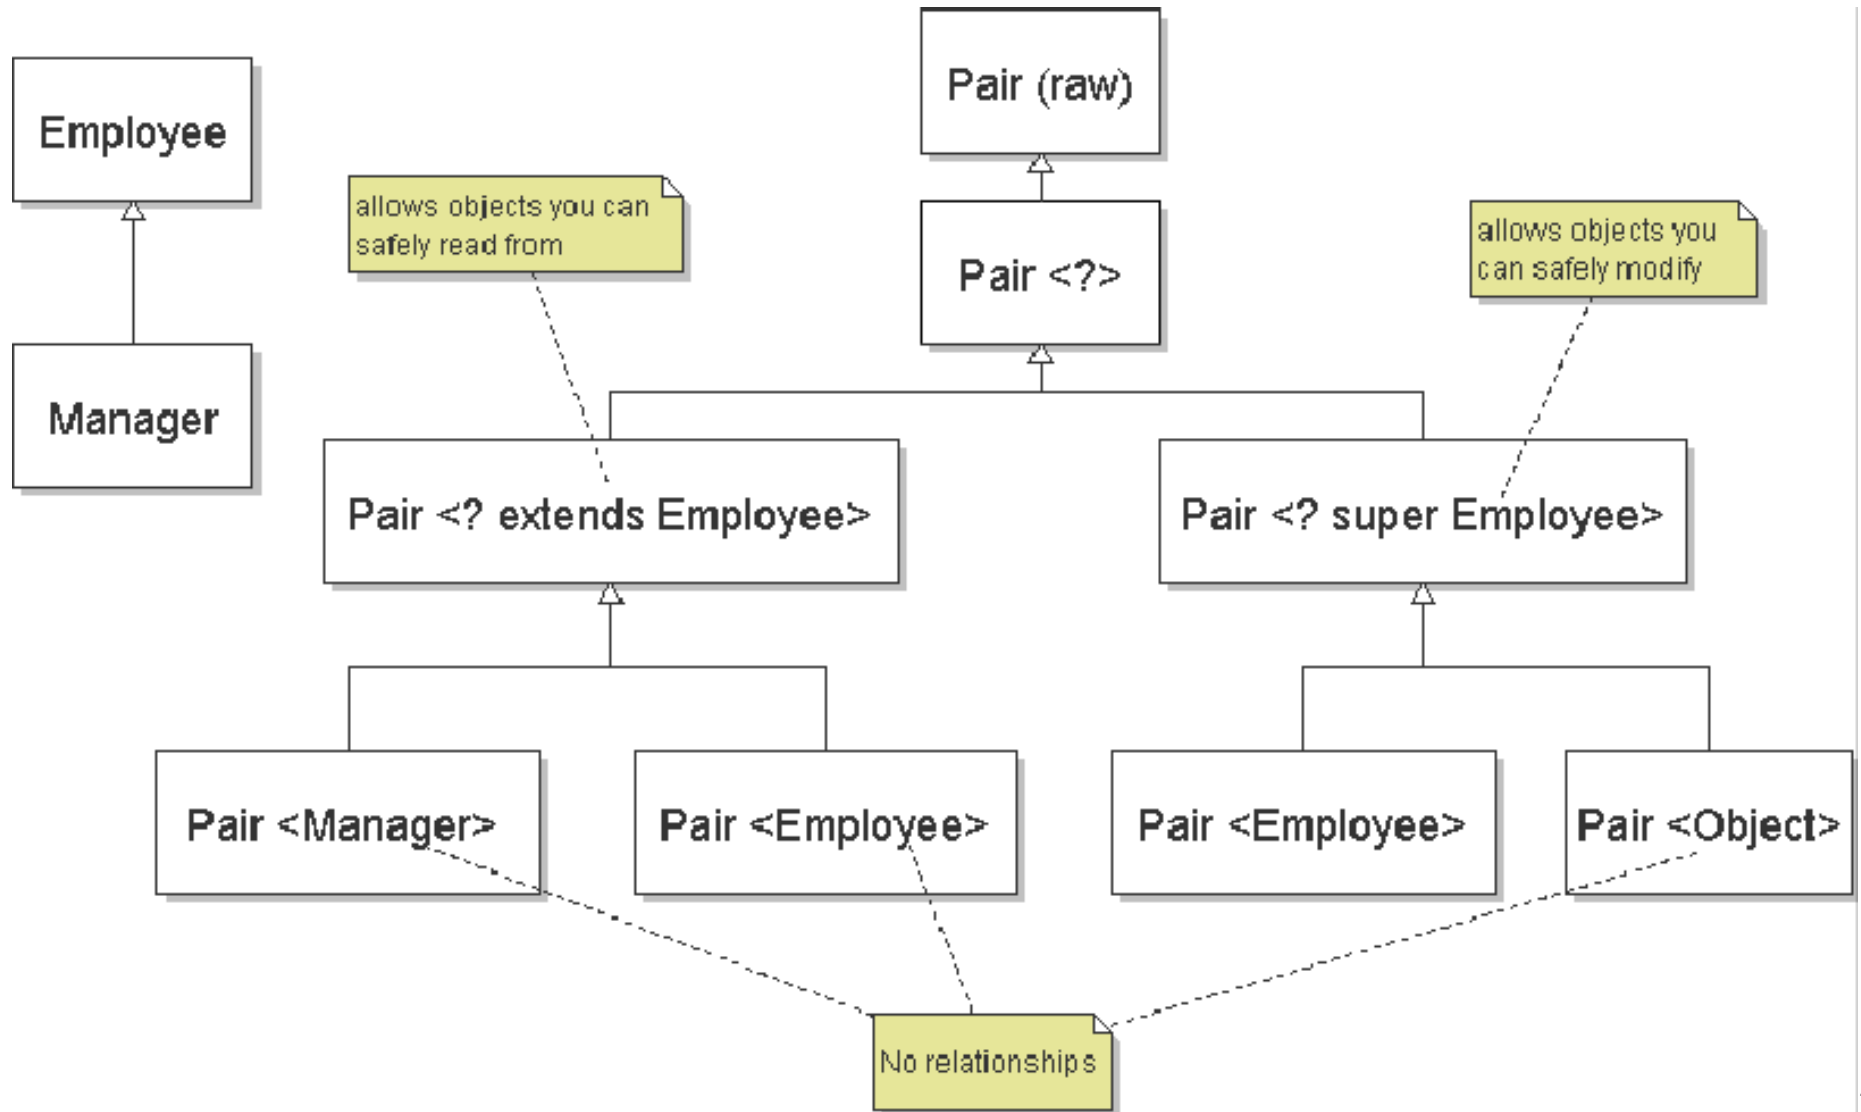 Pair (raw)
Employee
allows objects you can
safely read from
allows objects you
can safely modify
Pair <?>
Manager
Pair <? extends Employee>
Pair <? super Employee>
Pair <Manager>
Pair <Employee>
Pair <Employee>
Pair <Object>
No relationships